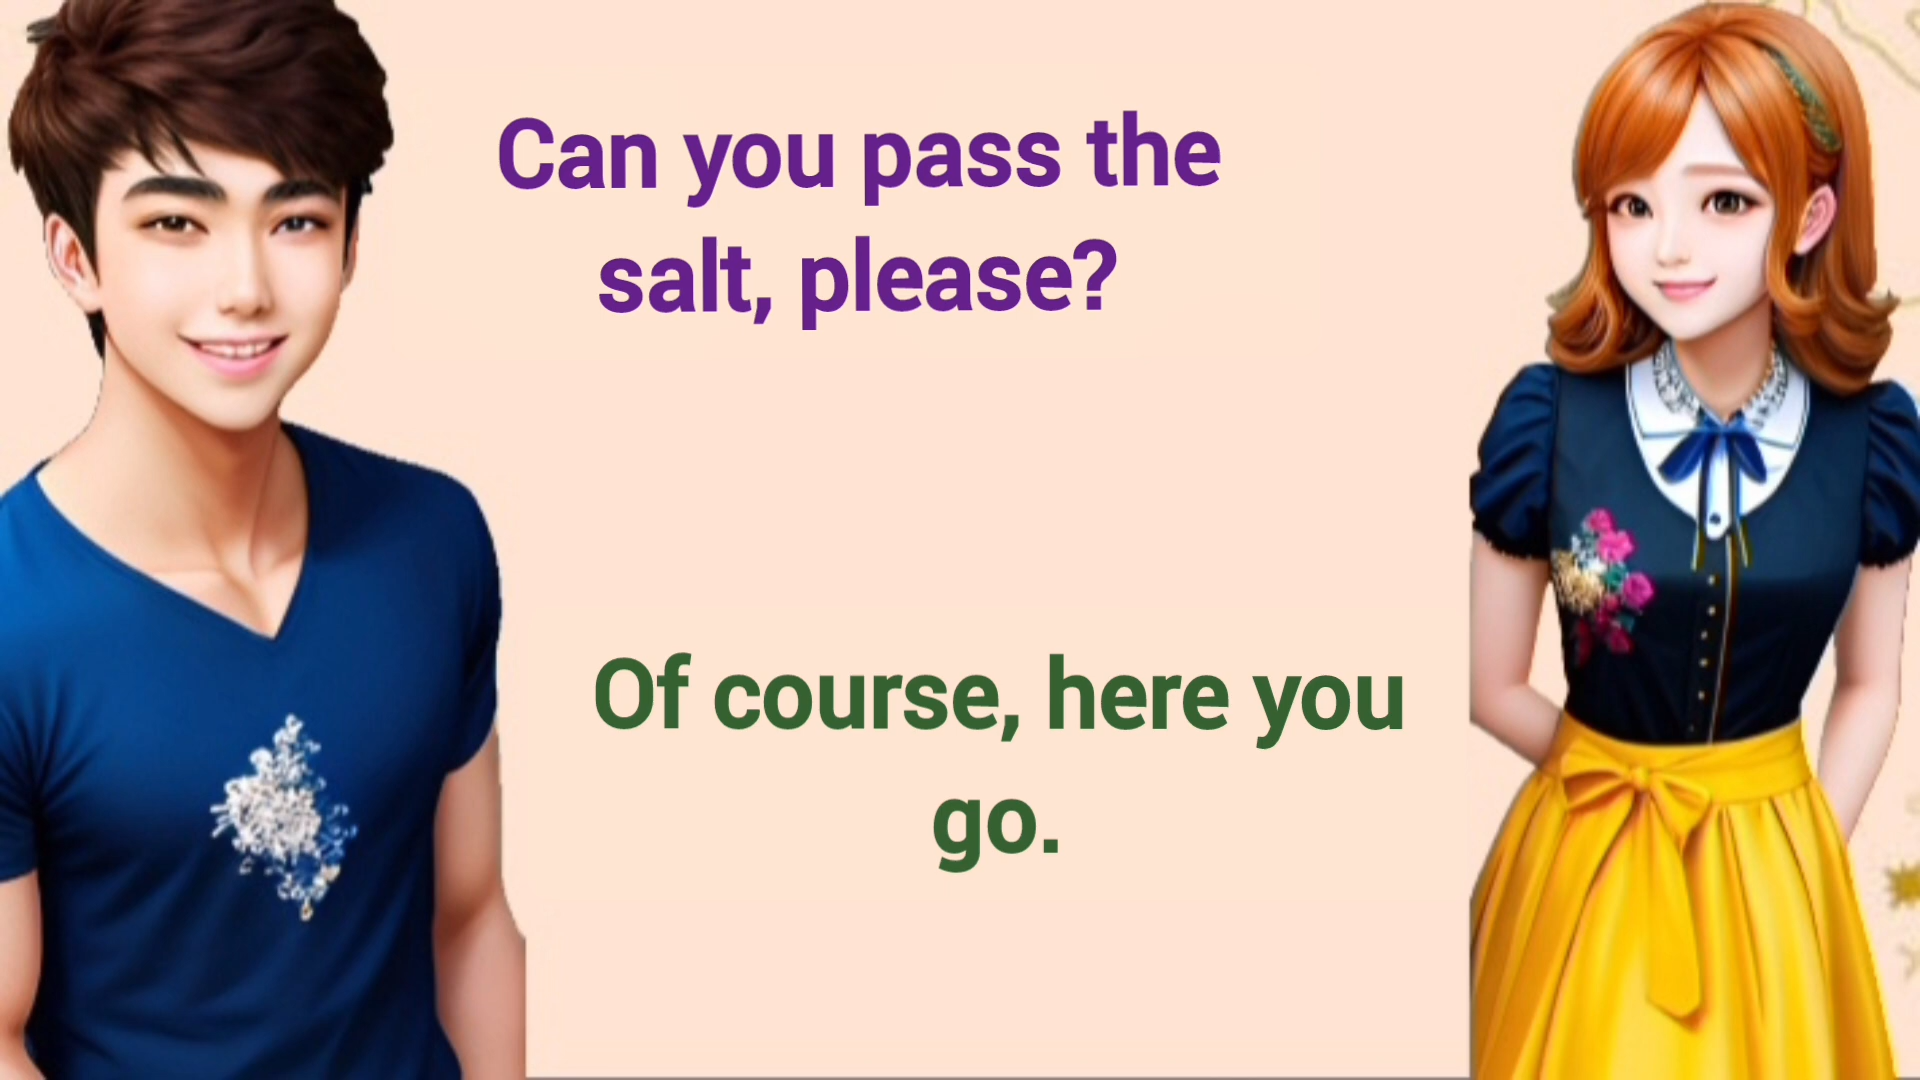 Can you pass the
salt, please?
Of course, here you
go.